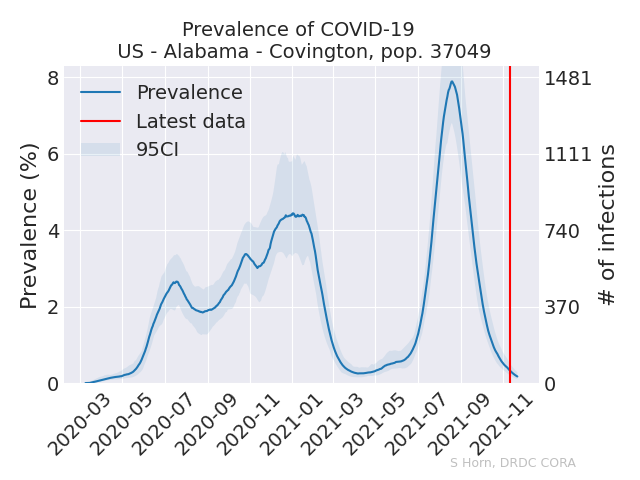 Prevalence of COVID-19
US - Alabama - Covington, pop. 37049
Prevalence
Latest data
95CI
Prevalence (%)
8
6
4
2
0
1481
1111
740
370
0
# of infections
2020-03
2020-05
2020-07
2020-09
2020-11
2021-01
2021-03
2021-05
2021-07
2021-09
2021-11
S Horn, DRDC CORA